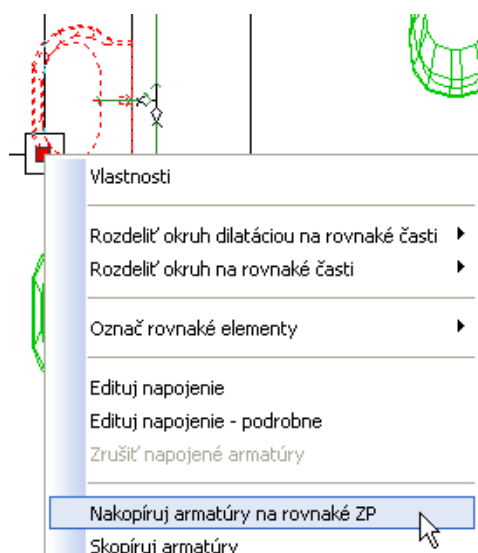 Vlastnosti
Rozdeliť okruh dilatáciou na rovnaké časti
Rozdeliť okruh na rovnaké časti
Označ rovnaké elementy
Edituj napojenie
Edituj napojenie - podrobne
Zrušiť napojené armatúry
Nakopíruj armatúry na rovnaké ZP
Skopíruj armatúry